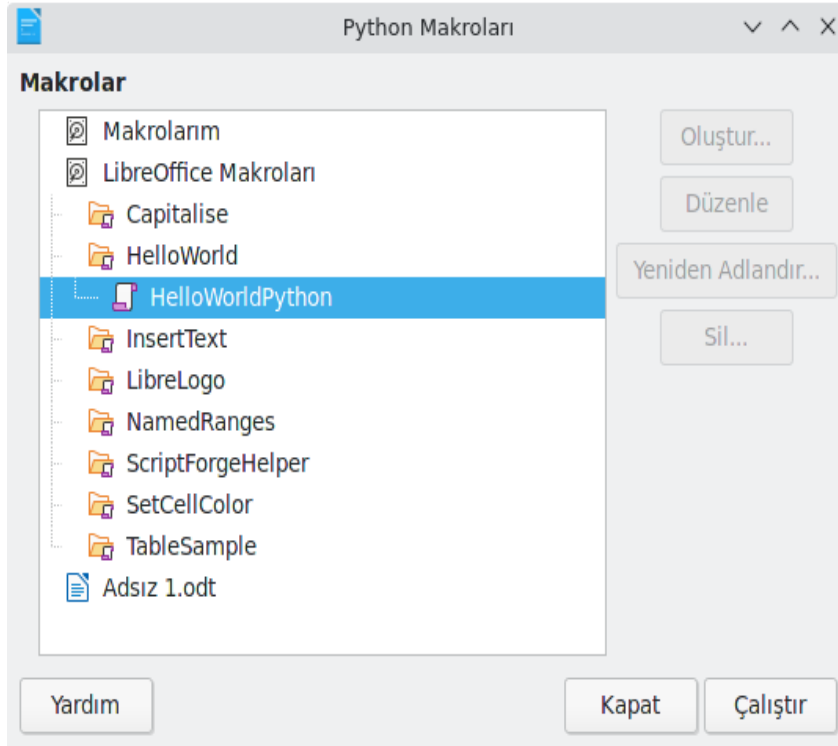 Python Makroları
Makrolar
Makrolarım
LibreOffice Makroları
Capitalise
HelloWorld
HelloWorldPython
InsertText
LibreLogo
NamedRanges
ScriptForgeHelper
SetCellColor
TableSample
Adsız 1.odt
Oluştur...
Düzenle
Yeniden Adlandır...
Sil...
Yardım
Kapat
Çalıştır